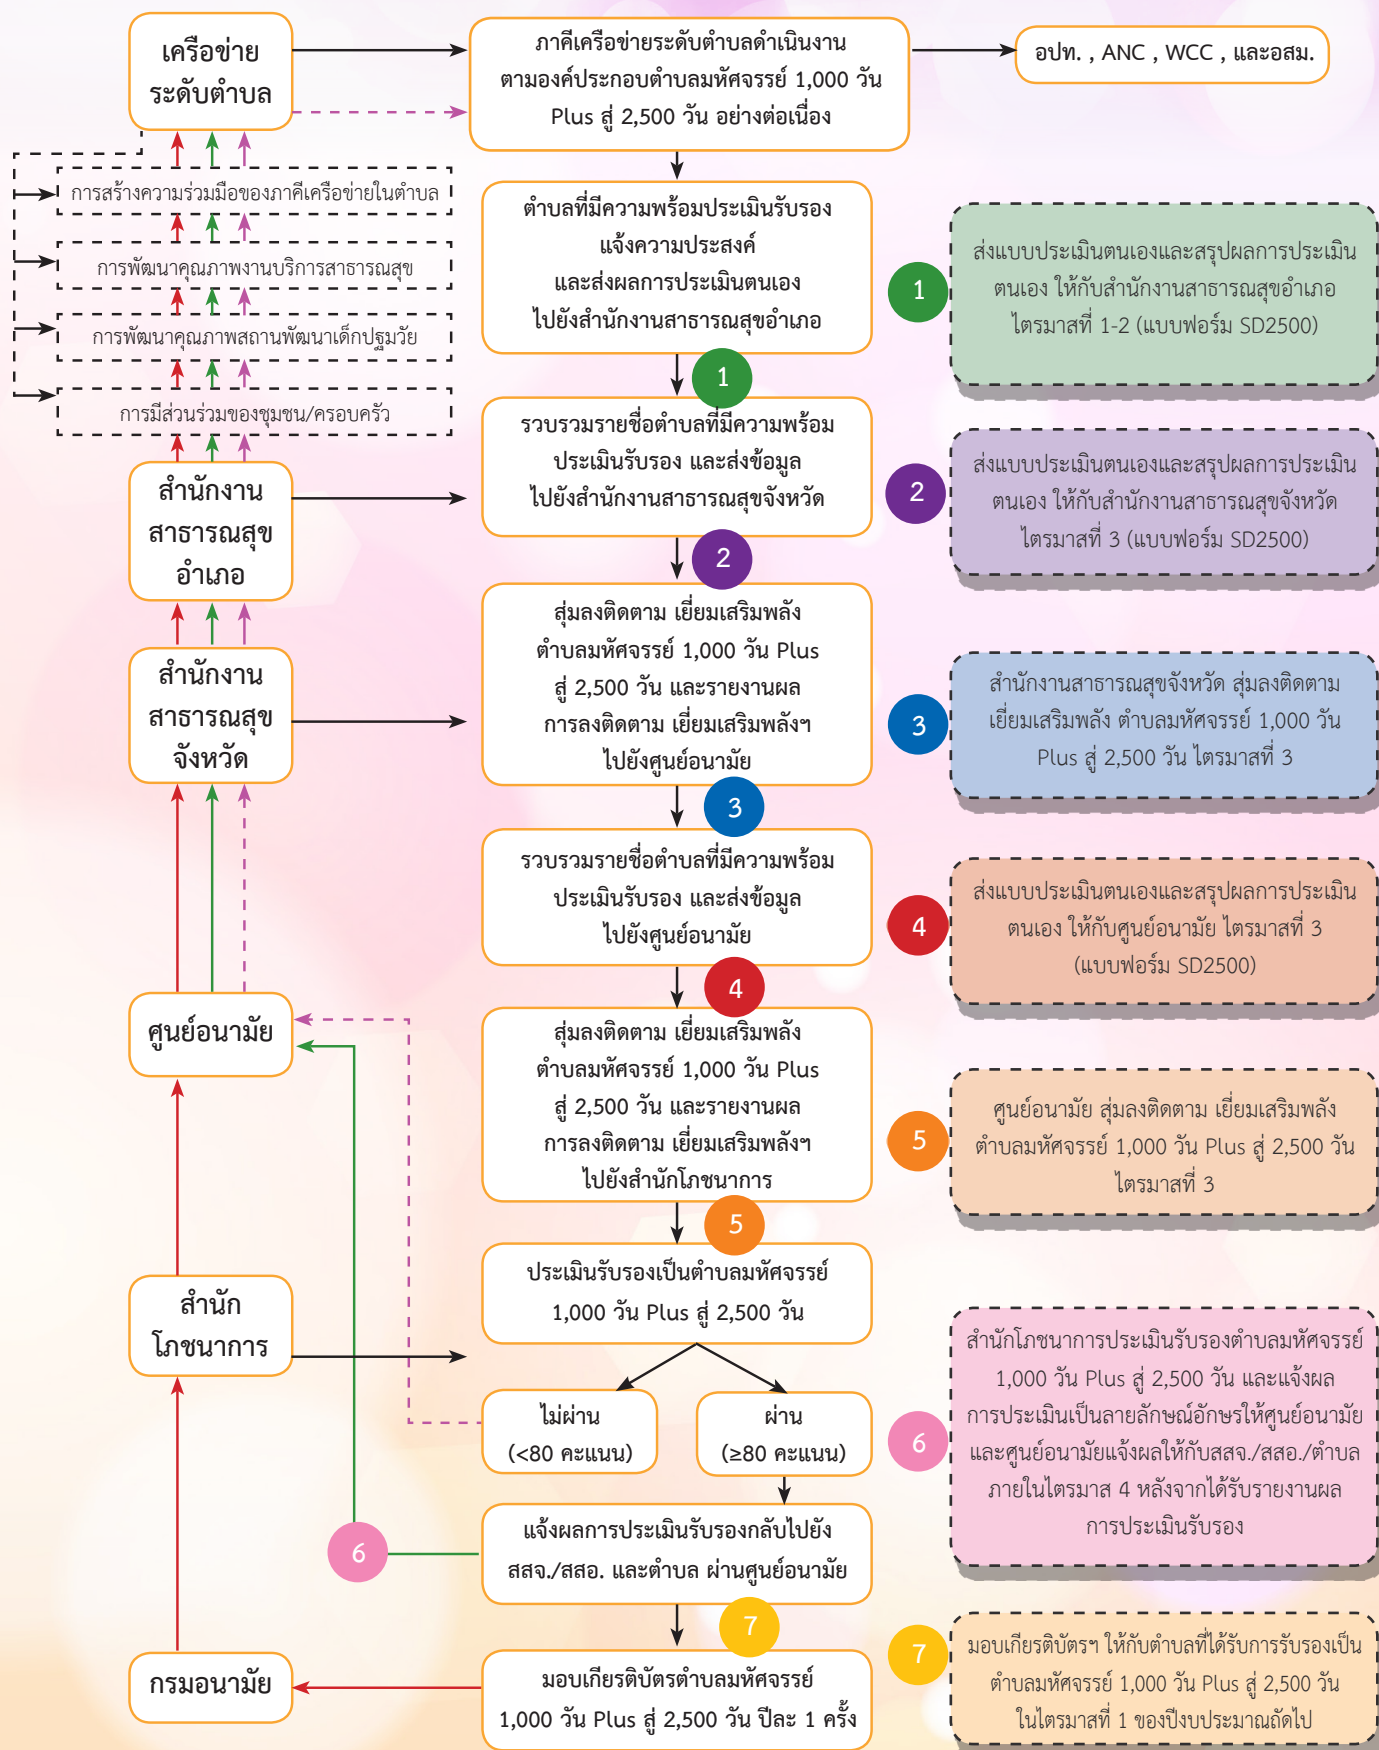 เครือข่าย
ระดับตำบล
ภาคีเครือข่ายระดับตำบลดำเนินงาน
ตามองค์ประกอบตำบลมหัศจรรย์ 1,000 วัน
Plus สู่ 2,500 วัน อย่างต่อเนื่อง
อปท. , ANC , WCC , และอสม.
การสร้างความร่วมมือของภาคีเครือข่ายในตำบล
การพัฒนาคุณภาพงานบริการสาธารณสุข
การพัฒนาคุณภาพสถานพัฒนาเด็กปฐมวัย
การมีส่วนร่วมของชุมชน/ครอบครัว
ตำบลที่มีความพร้อมประเมินรับรอง
แจ้งความประสงค์
และส่งผลการประเมินตนเอง
ไปยังสำนักงานสาธารณสุขอำเภอ
1
1
ส่งแบบประเมินตนเองและสรุปผลการประเมิน
ตนเอง ให้กับสำนักงานสาธารณสุขอำเภอ
ไตรมาสที่ 1-2 (แบบฟอร์ม SD2500)
สำนักงาน
สาธารณสุข
อำเภอ
รวบรวมรายชื่อตำบลที่มีความพร้อม
ประเมินรับรอง และส่งข้อมูล
ไปยังสำนักงานสาธารณสุขจังหวัด
2
2
ส่งแบบประเมินตนเองและสรุปผลการประเมิน
ตนเอง ให้กับสำนักงานสาธารณสุขจังหวัด
ไตรมาสที่ 3 (แบบฟอร์ม SD2500)
สำนักงาน
สาธารณสุข
จังหวัด
สุ่มลงติดตาม เยี่ยมเสริมพลัง
ตำบลมหัศจรรย์ 1,000 วัน Plus
สู่ 2,500 วัน และรายงานผล
การลงติดตาม เยี่ยมเสริมพลังฯ
ไปยังศูนย์อนามัย
3
3
สำนักงานสาธารณสุขจังหวัด สุ่มลงติดตาม
เยี่ยมเสริมพลัง ตำบลมหัศจรรย์ 1,000 วัน
Plus สู่ 2,500 วัน ไตรมาสที่ 3
รวบรวมรายชื่อตำบลที่มีความพร้อม
ประเมินรับรอง และส่งข้อมูล
ไปยังศูนย์อนามัย
4
4
ส่งแบบประเมินตนเองและสรุปผลการประเมิน
ตนเอง ให้กับศูนย์อนามัย ไตรมาสที่ 3
(แบบฟอร์ม SD2500)
ศูนย์อนามัย
สุ่มลงติดตาม เยี่ยมเสริมพลัง
ตำบลมหัศจรรย์ 1,000 วัน Plus
สู่ 2,500 วัน และรายงานผล
การลงติดตาม เยี่ยมเสริมพลังฯ
ไปยังสำนักโภชนาการ
5
5
ศูนย์อนามัย สุ่มลงติดตาม เยี่ยมเสริมพลัง
ตำบลมหัศจรรย์ 1,000 วัน Plus สู่ 2,500 วัน
ไตรมาสที่ 3
สำนัก
โภชนาการ
ประเมินรับรองเป็นตำบลมหัศจรรย์
1,000 วัน Plus สู่ 2,500 วัน
ไม่ผ่าน
(<80 คะแนน)
ผ่าน
(≥80 คะแนน)
6
สำนักโภชนาการประเมินรับรองตำบลมหัศจรรย์
1,000 วัน Plus สู่ 2,500 วัน และแจ้งผล
การประเมินเป็นลายลักษณ์อักษรให้ศูนย์อนามัย
และศูนย์อนามัยแจ้งผลให้กับสสจ./สสอ./ตำบล
ภายในไตรมาส 4 หลังจากได้รับรายงานผล
การประเมินรับรอง
6
แจ้งผลการประเมินรับรองกลับไปยัง
สสจ./สสอ. และตำบล ผ่านศูนย์อนามัย
7
7
มอบเกียรติบัตรฯ ให้กับตำบลที่ได้รับการรับรองเป็น
ตำบลมหัศจรรย์ 1,000 วัน Plus สู่ 2,500 วัน
ในไตรมาสที่ 1 ของปีงบประมาณถัดไป
กรมอนามัย
มอบเกียรติบัตรตำบลมหัศจรรย์
1,000 วัน Plus สู่ 2,500 วัน ปีละ 1 ครั้ง